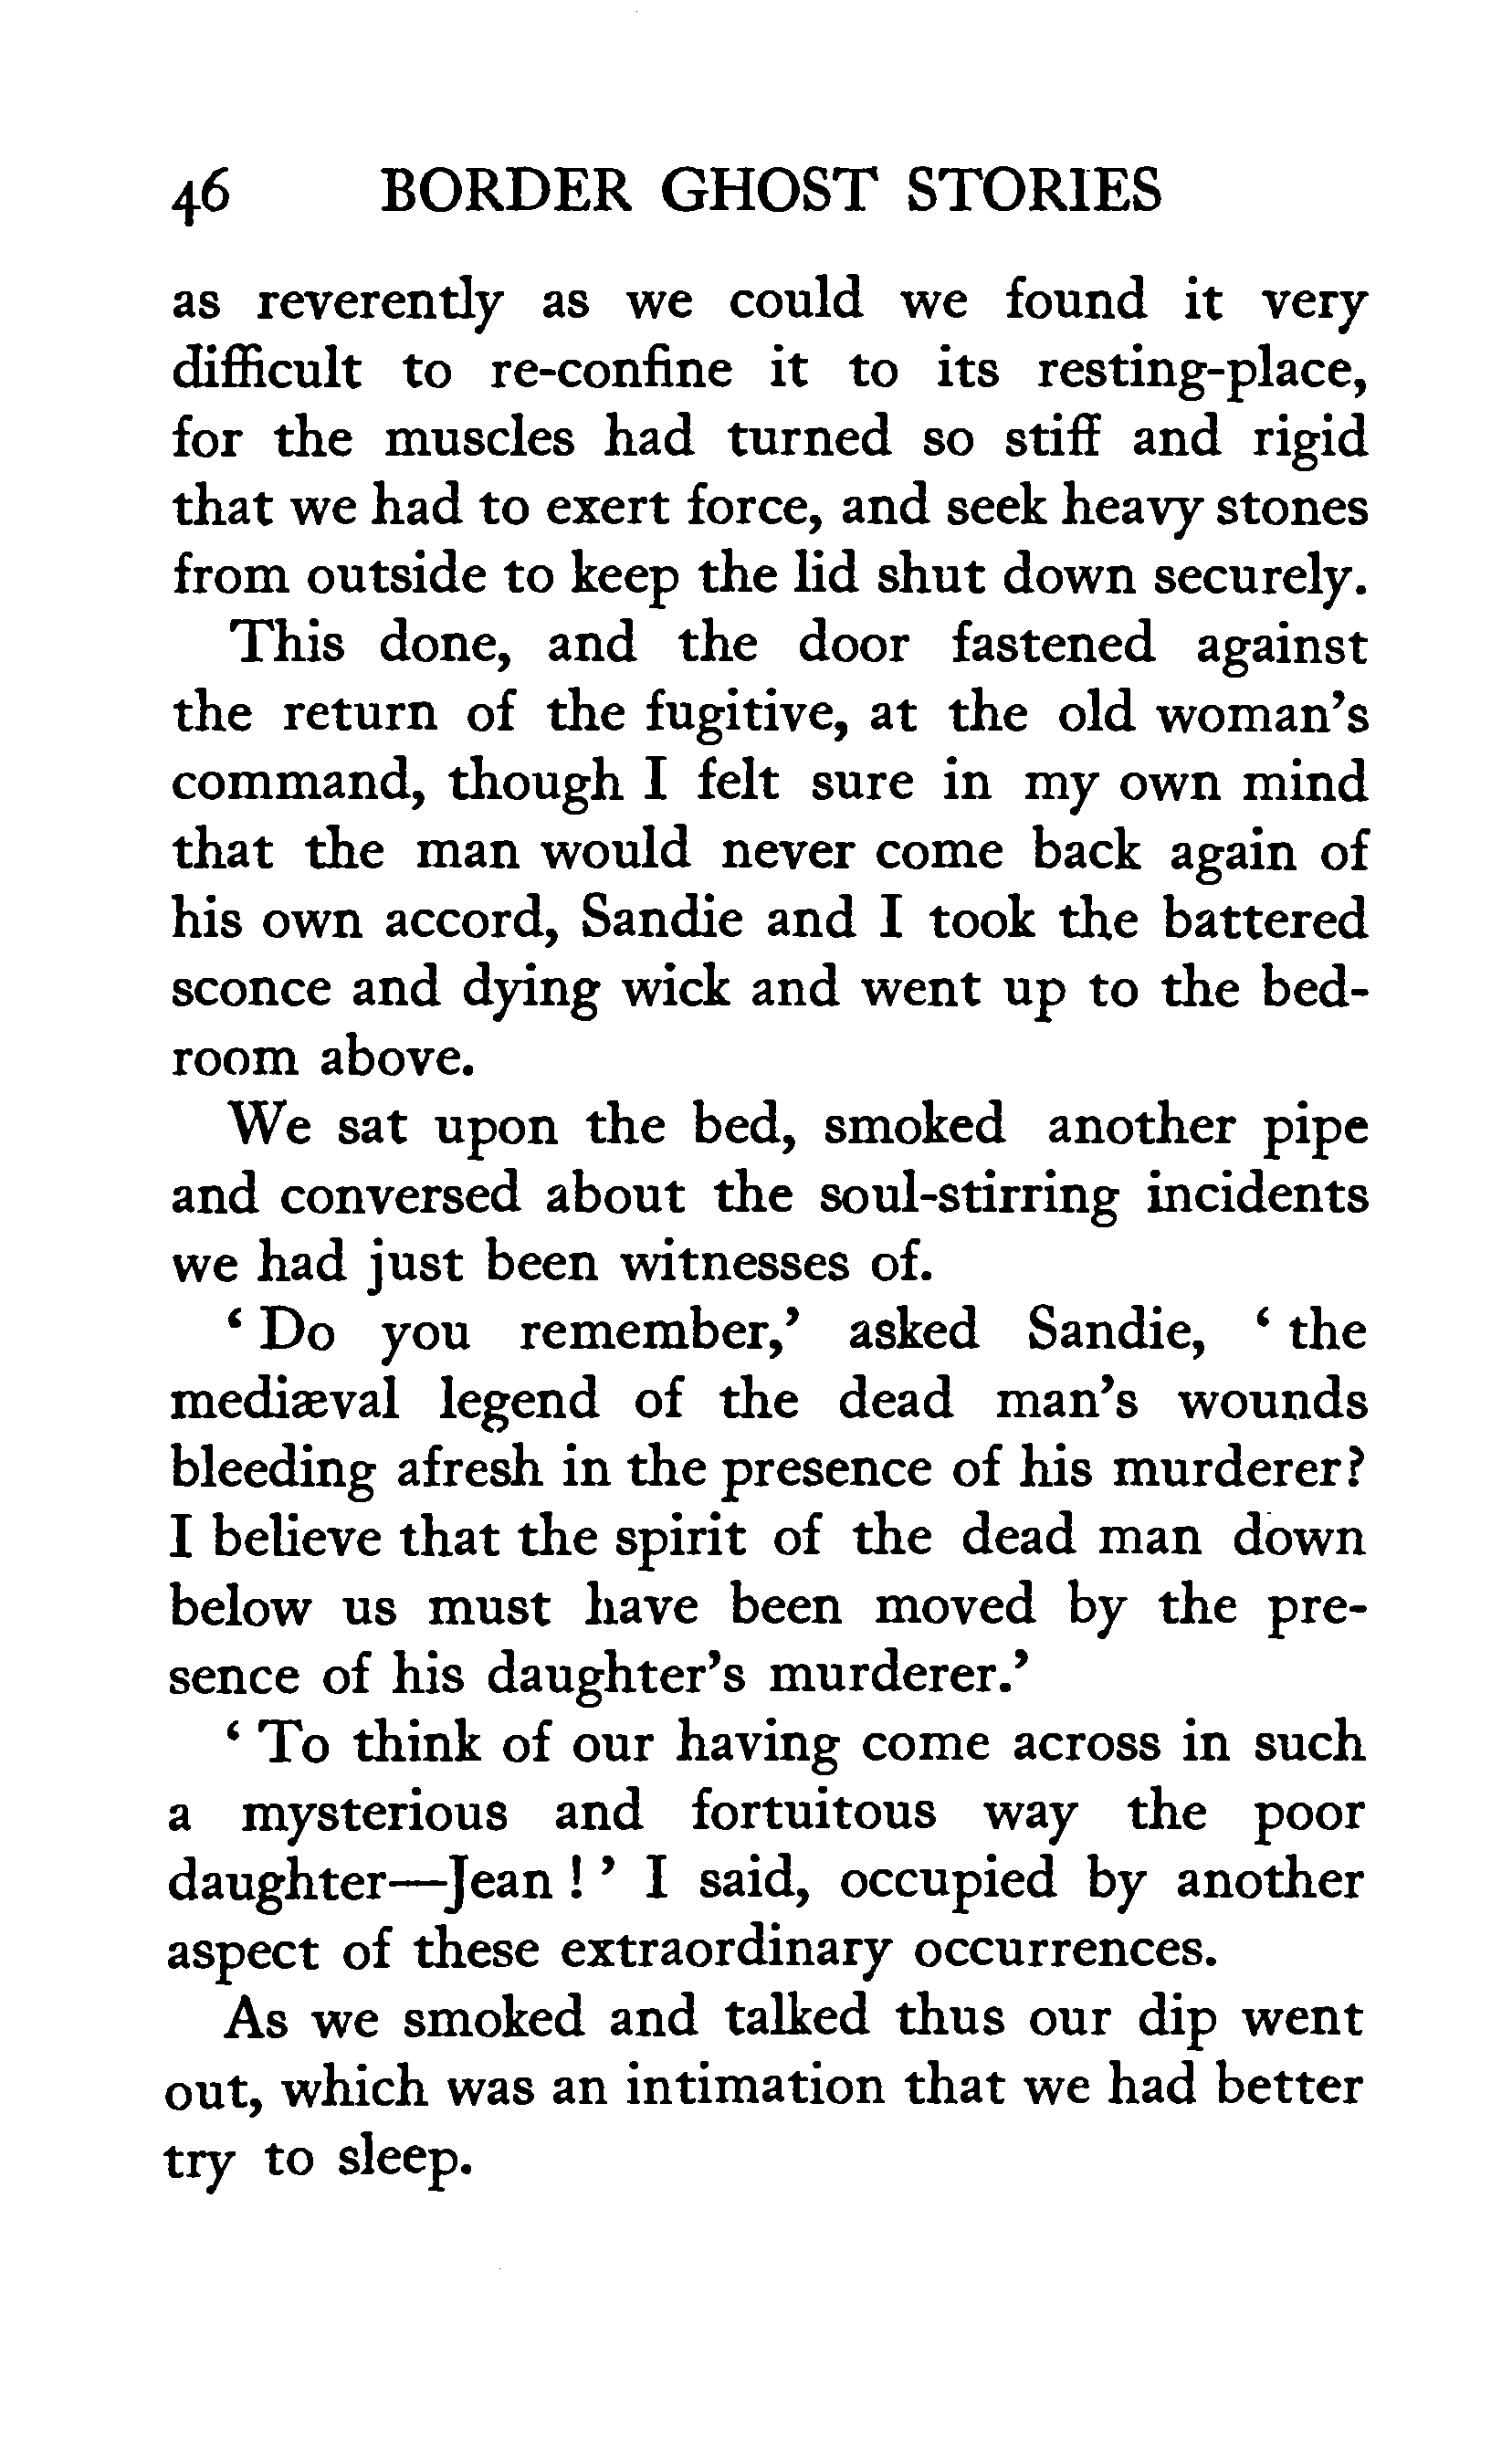 46 BORDER GHOST STORIES
as reverently as we could we found it very
difficult to re-confine it to its resting-place,
for the muscles had turned so stiff and rigid
that we had to exert force, and seek heavy stones
from outside to keep the lid shut down securely.
This done, and the door fastened against
the return of the fugitive, at the old woman's
command, though I felt sure in my own mind
that the man would never come back again of
his own accord, Sandie and I took the battered
sconce and dying wick and went up to the bed-
room above.
We sat upon the bed, smoked another pipe
and conversed about the soul-stirring incidents
we had just been witnesses of.
‘ Do you remember,’ asked Sandie, ‘ the
mediæval legend of the dead man’s wounds
bleeding afresh in the presence of his murderer?
I believe that the spirit of the dead man down
below us must have been moved by the pre-
sence of his daughter’s murderer.’
‘ To think of our having come across in such
a mysterious and fortuitous way the poor
daughter—Jean ! ’ I said, occupied by another
aspect of these extraordinary occurrences.
As we smoked and talked thus our dip went
out, which was an intimation that we had better
try to sleep.